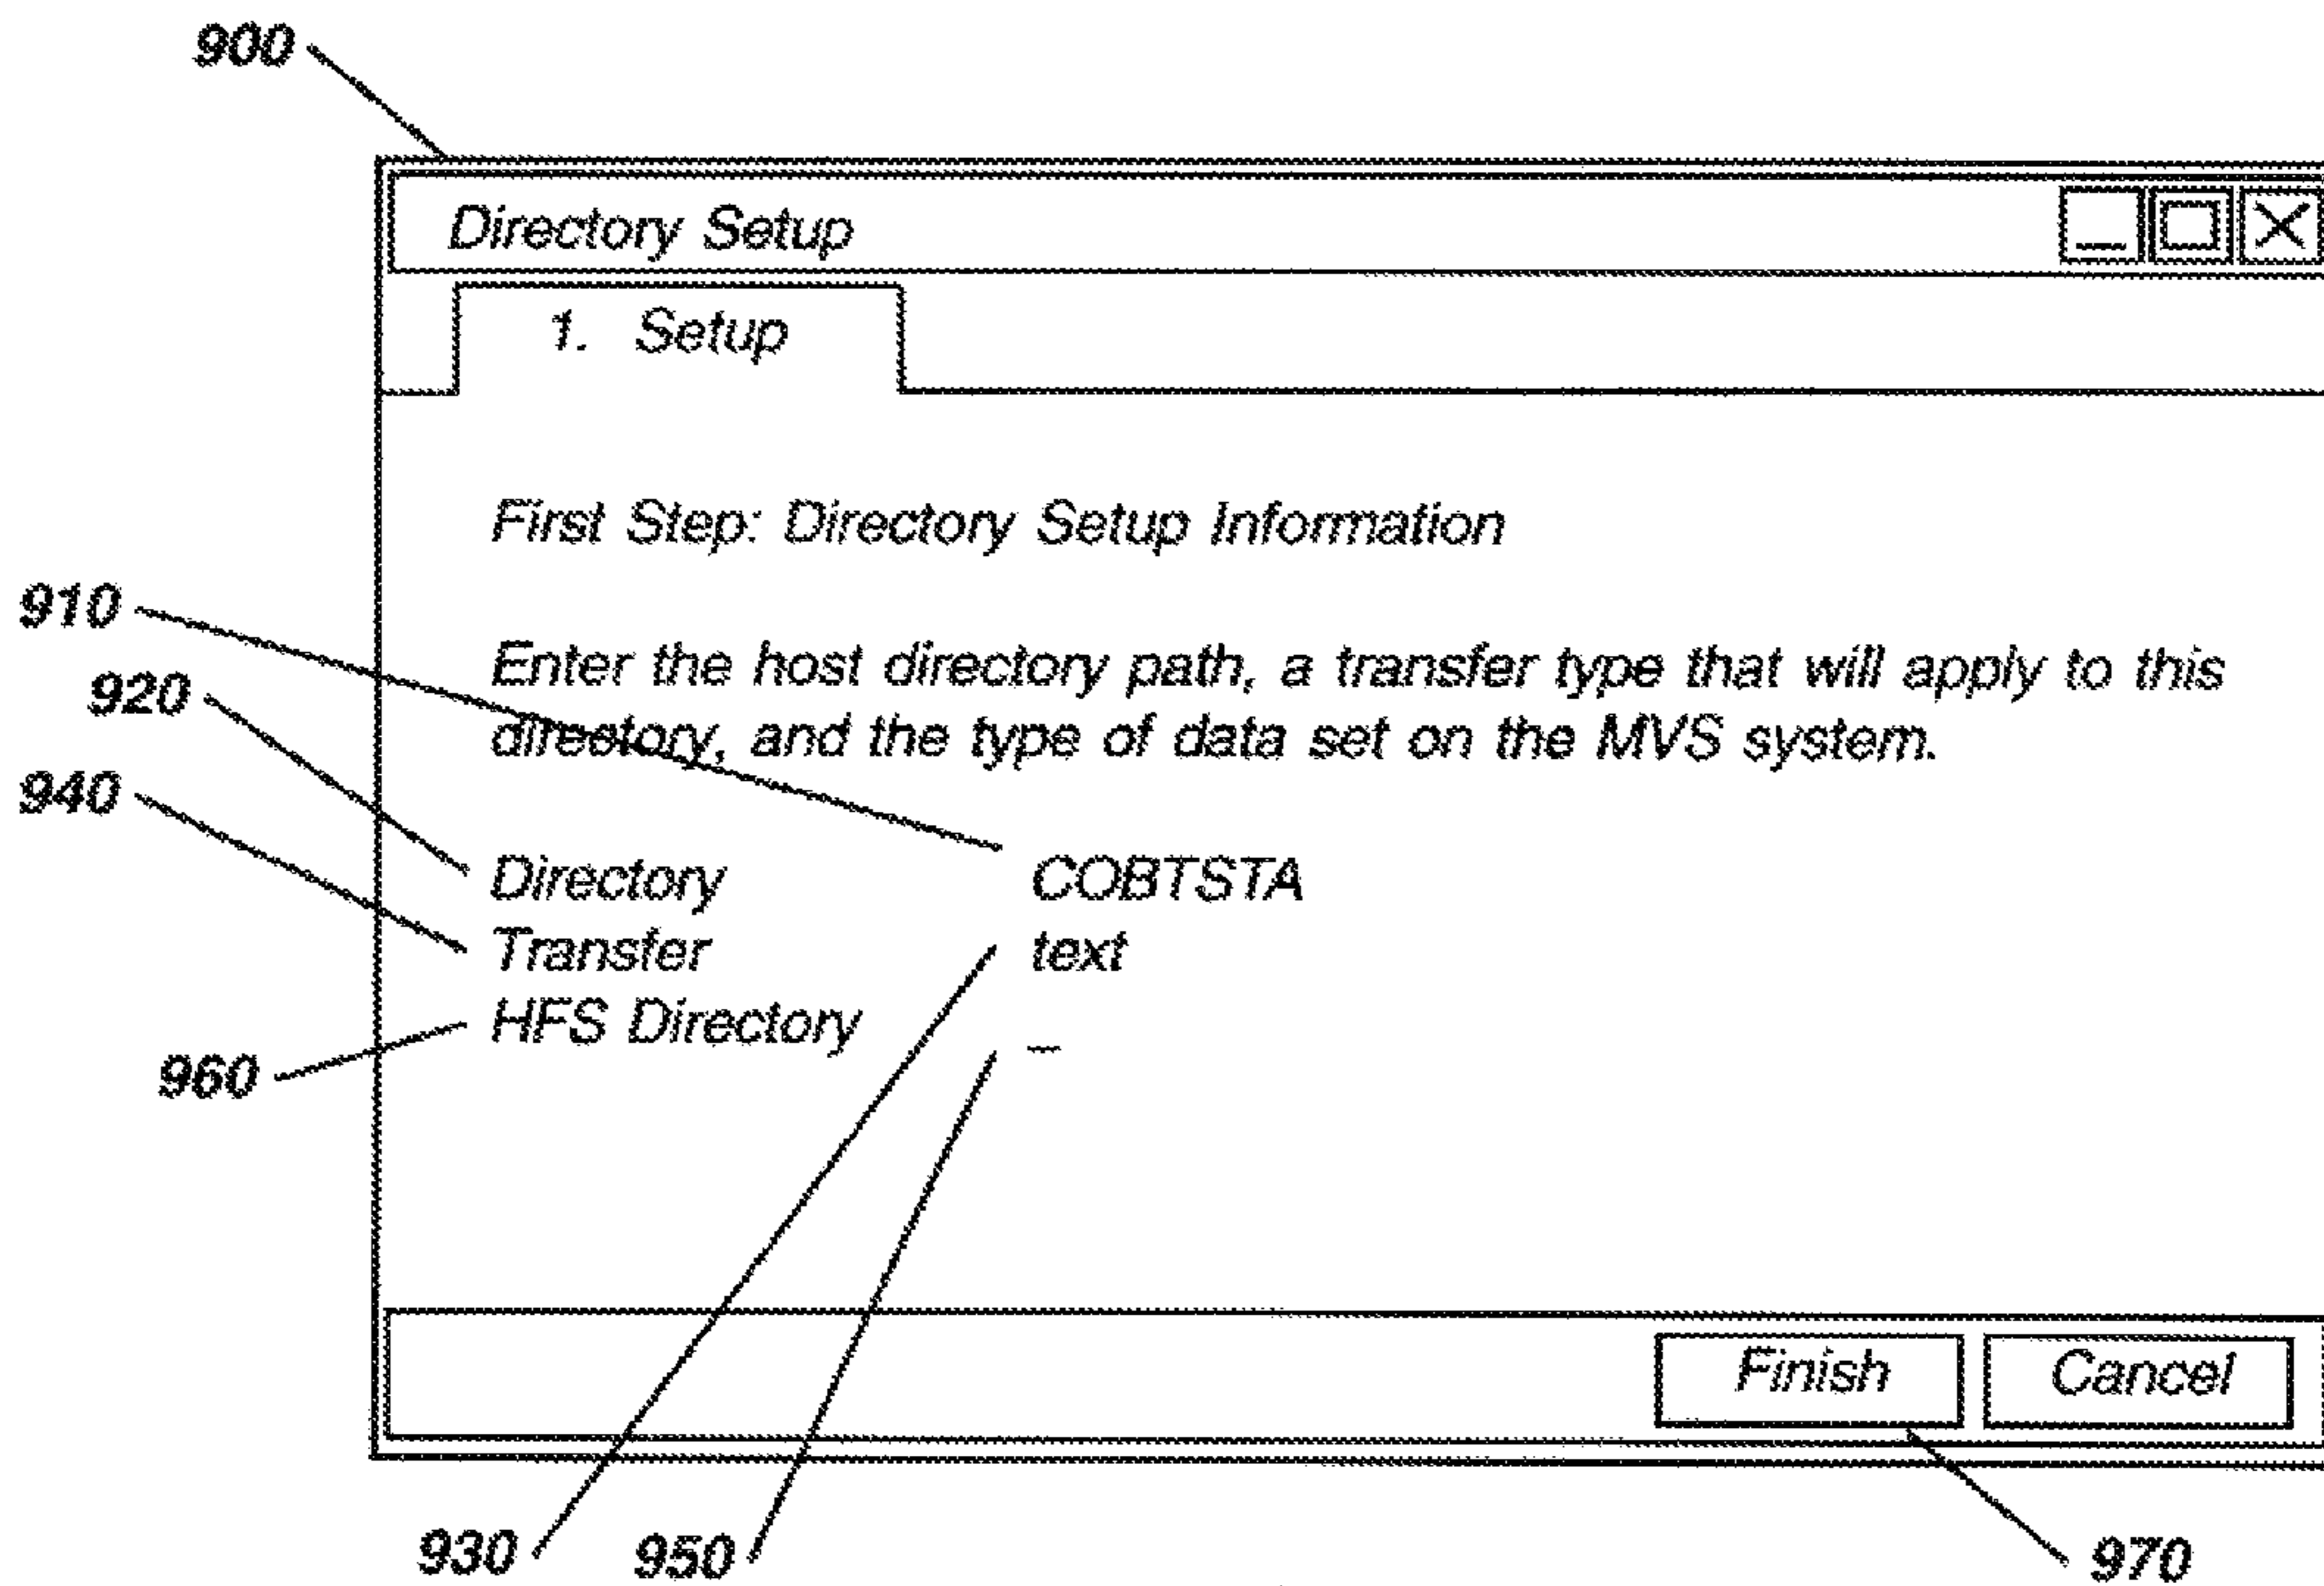 900
Directory Setup
1. Setup
First Step: Directory Setup Information
910
Enter the host directory path, a transfer type that will apply to this
920
directory, and the type of data set on the MVS system.
940
Directory COBTSTA
Transfer text
HFS Directory _
960
Finish Cancel
930 950 970